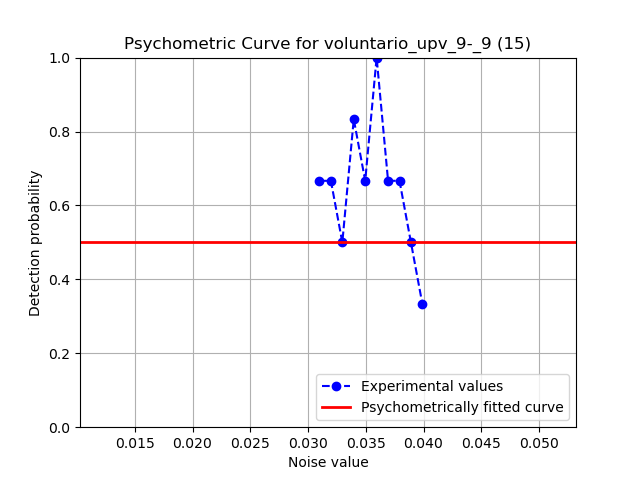 Psychometric Curve for voluntario_upv_9-_9 (15)
1.0
0.8
0.6
0.4
0.2
0.0
Detection probability
Experimental values
Psychometrically fitted curve
0.015 0.020 0.025 0.030 0.035 0.040 0.045 0.050
Noise value